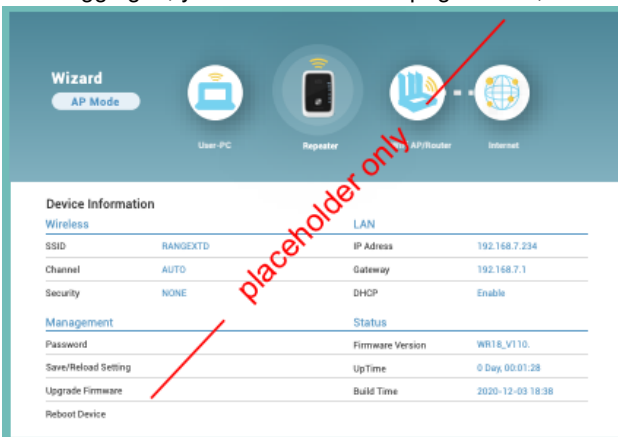 Wizard
AP Mode
User-PC
Repeater
AP/Router
Internet
placeholder only
Device Information
Wireless
LAN
SSID RANGEXTD
IP Adress 192.168.7.234
Channel AUTO
Gateway 192.168.7.1
Security NONE
DHCP Enable
Management
Status
Password
Firmware Version WR18_V110.
Save/Reload Setting
UpTime 0 Day, 00:01:28
Upgrade Firmware
Build Time 2020-12-03 18:38
Reboot Device